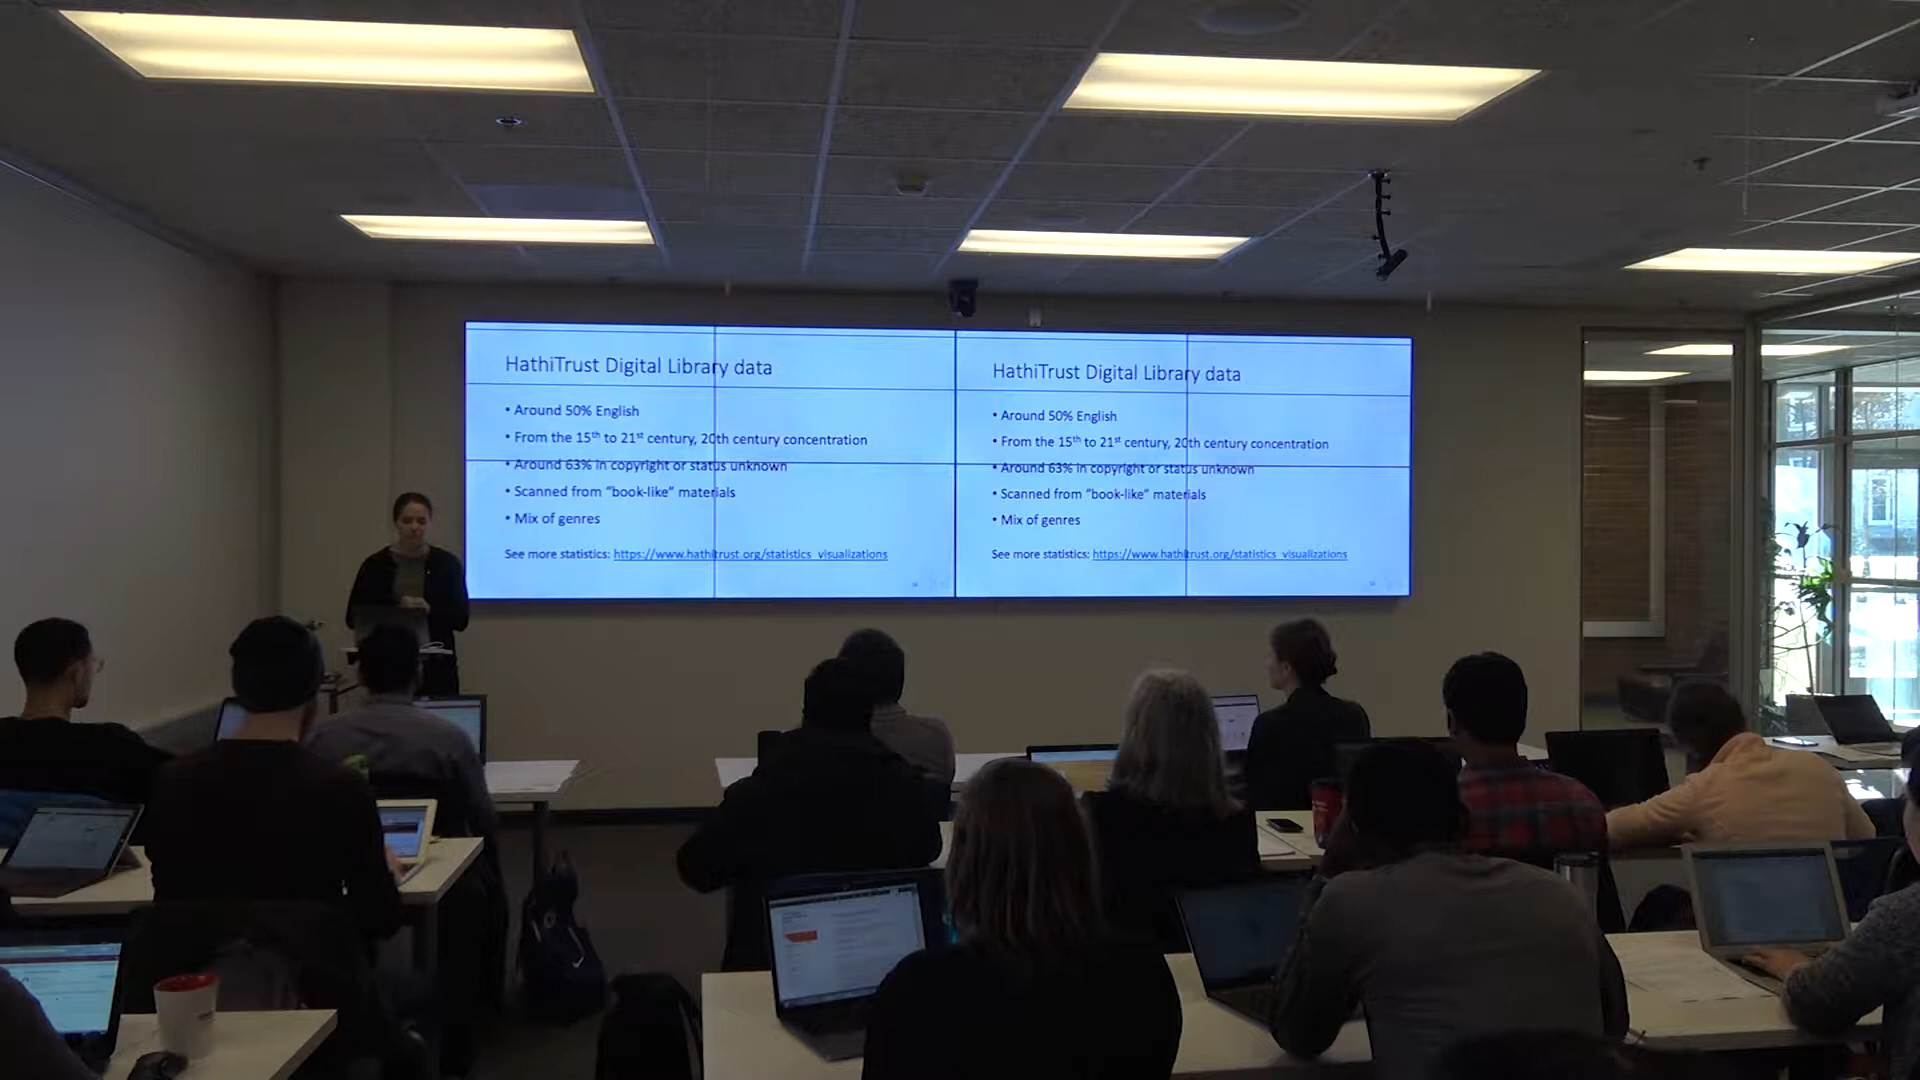 HathiTrust Digital Library data
• Around 50% English
• From the 15th to 21st century, 20th century concentration
• Around 63% in copyright or status unknown
• Scanned from “book-like” materials
• Mix of genres
See more statistics: https://www.hathitrust.org/statistics_visualizations
HathiTrust Digital Library data
• Around 50% English
• From the 15th to 21st century, 20th century concentration
• Around 63% in copyright or status unknown
• Scanned from “book-like” materials
• Mix of genres
See more statistics: https://www.hathitrust.org/statistics_visualizations